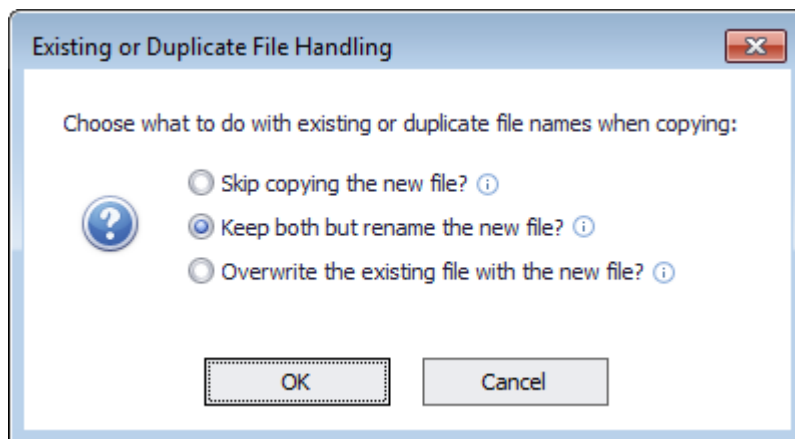 Existing or Duplicate File Handling
Choose what to do with existing or duplicate file names when copying:
Skip copying the new file?
Keep both but rename the new file?
Overwrite the existing file with the new file?
OK
Cancel